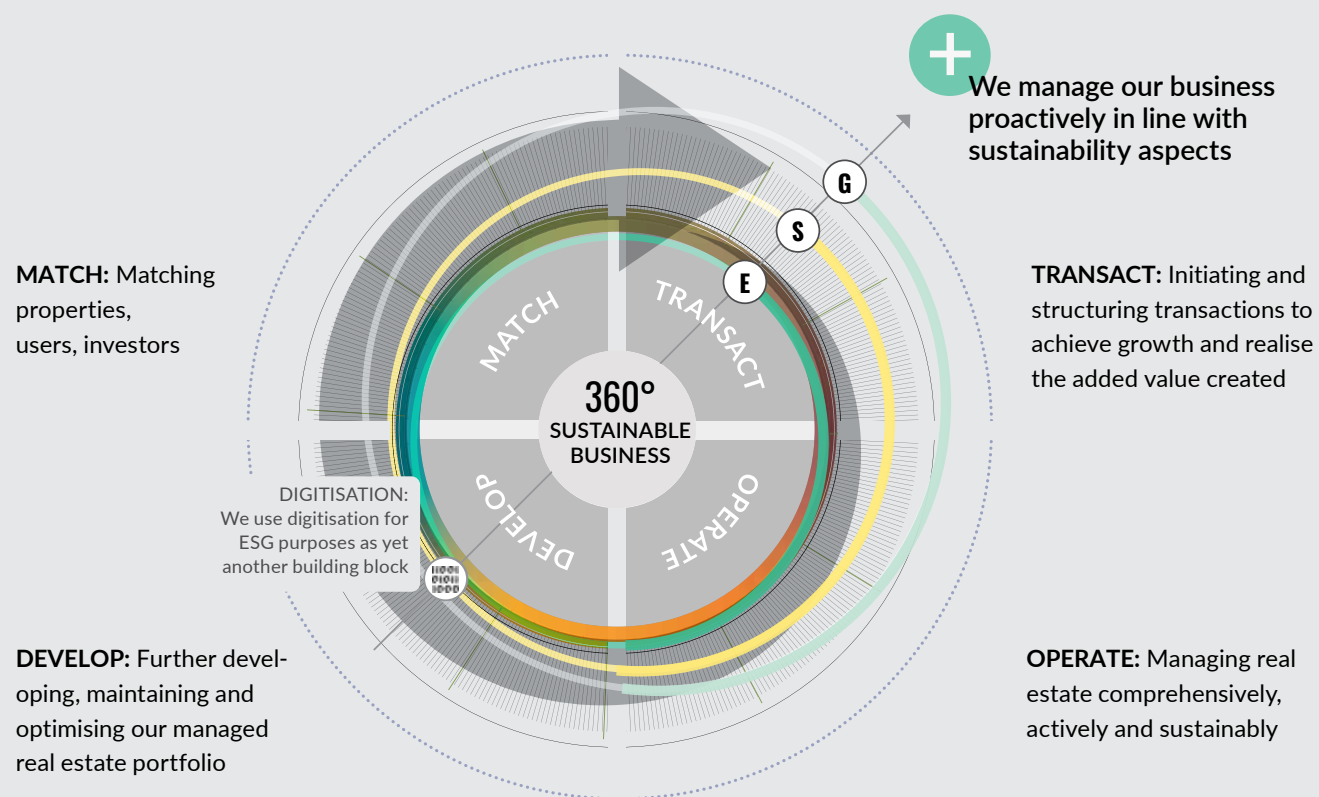 We manage our business
proactively in line with
sustainability aspects
G
S
E
MATCH: Matching
properties,
users, investors
TRANSACT: Initiating and
structuring transactions to
achieve growth and realise
the added value created
MATCH
TRANSACT
360°
SUSTAINABLE
BUSINESS
DEVELOP
OPERATE
DIGITISATION:
We use digitisation for
ESG purposes as yet
another building block
DEVELOP: Further devel-
oping, maintaining and
optimising our managed
real estate portfolio
OPERATE: Managing real
estate comprehensively,
actively and sustainably